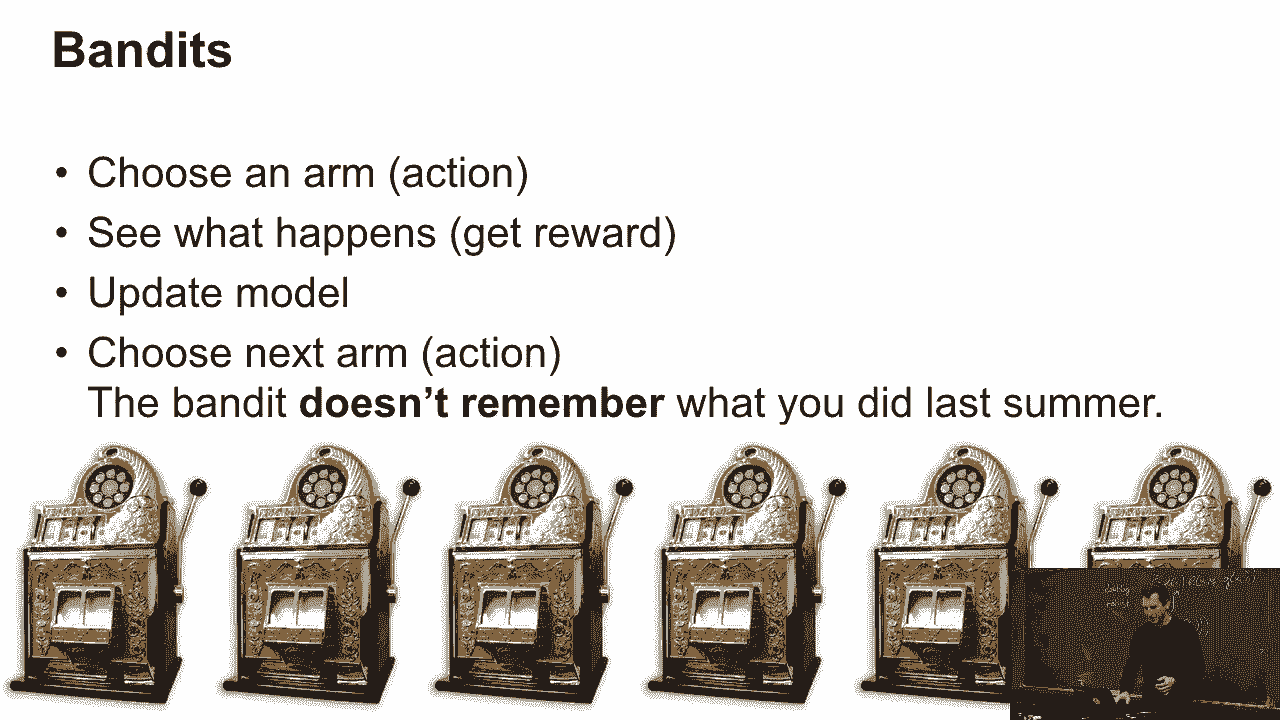 Bandits
• Choose an arm (action)
• See what happens (get reward)
• Update model
• Choose next arm (action)
The bandit doesn’t remember what you did last summer.